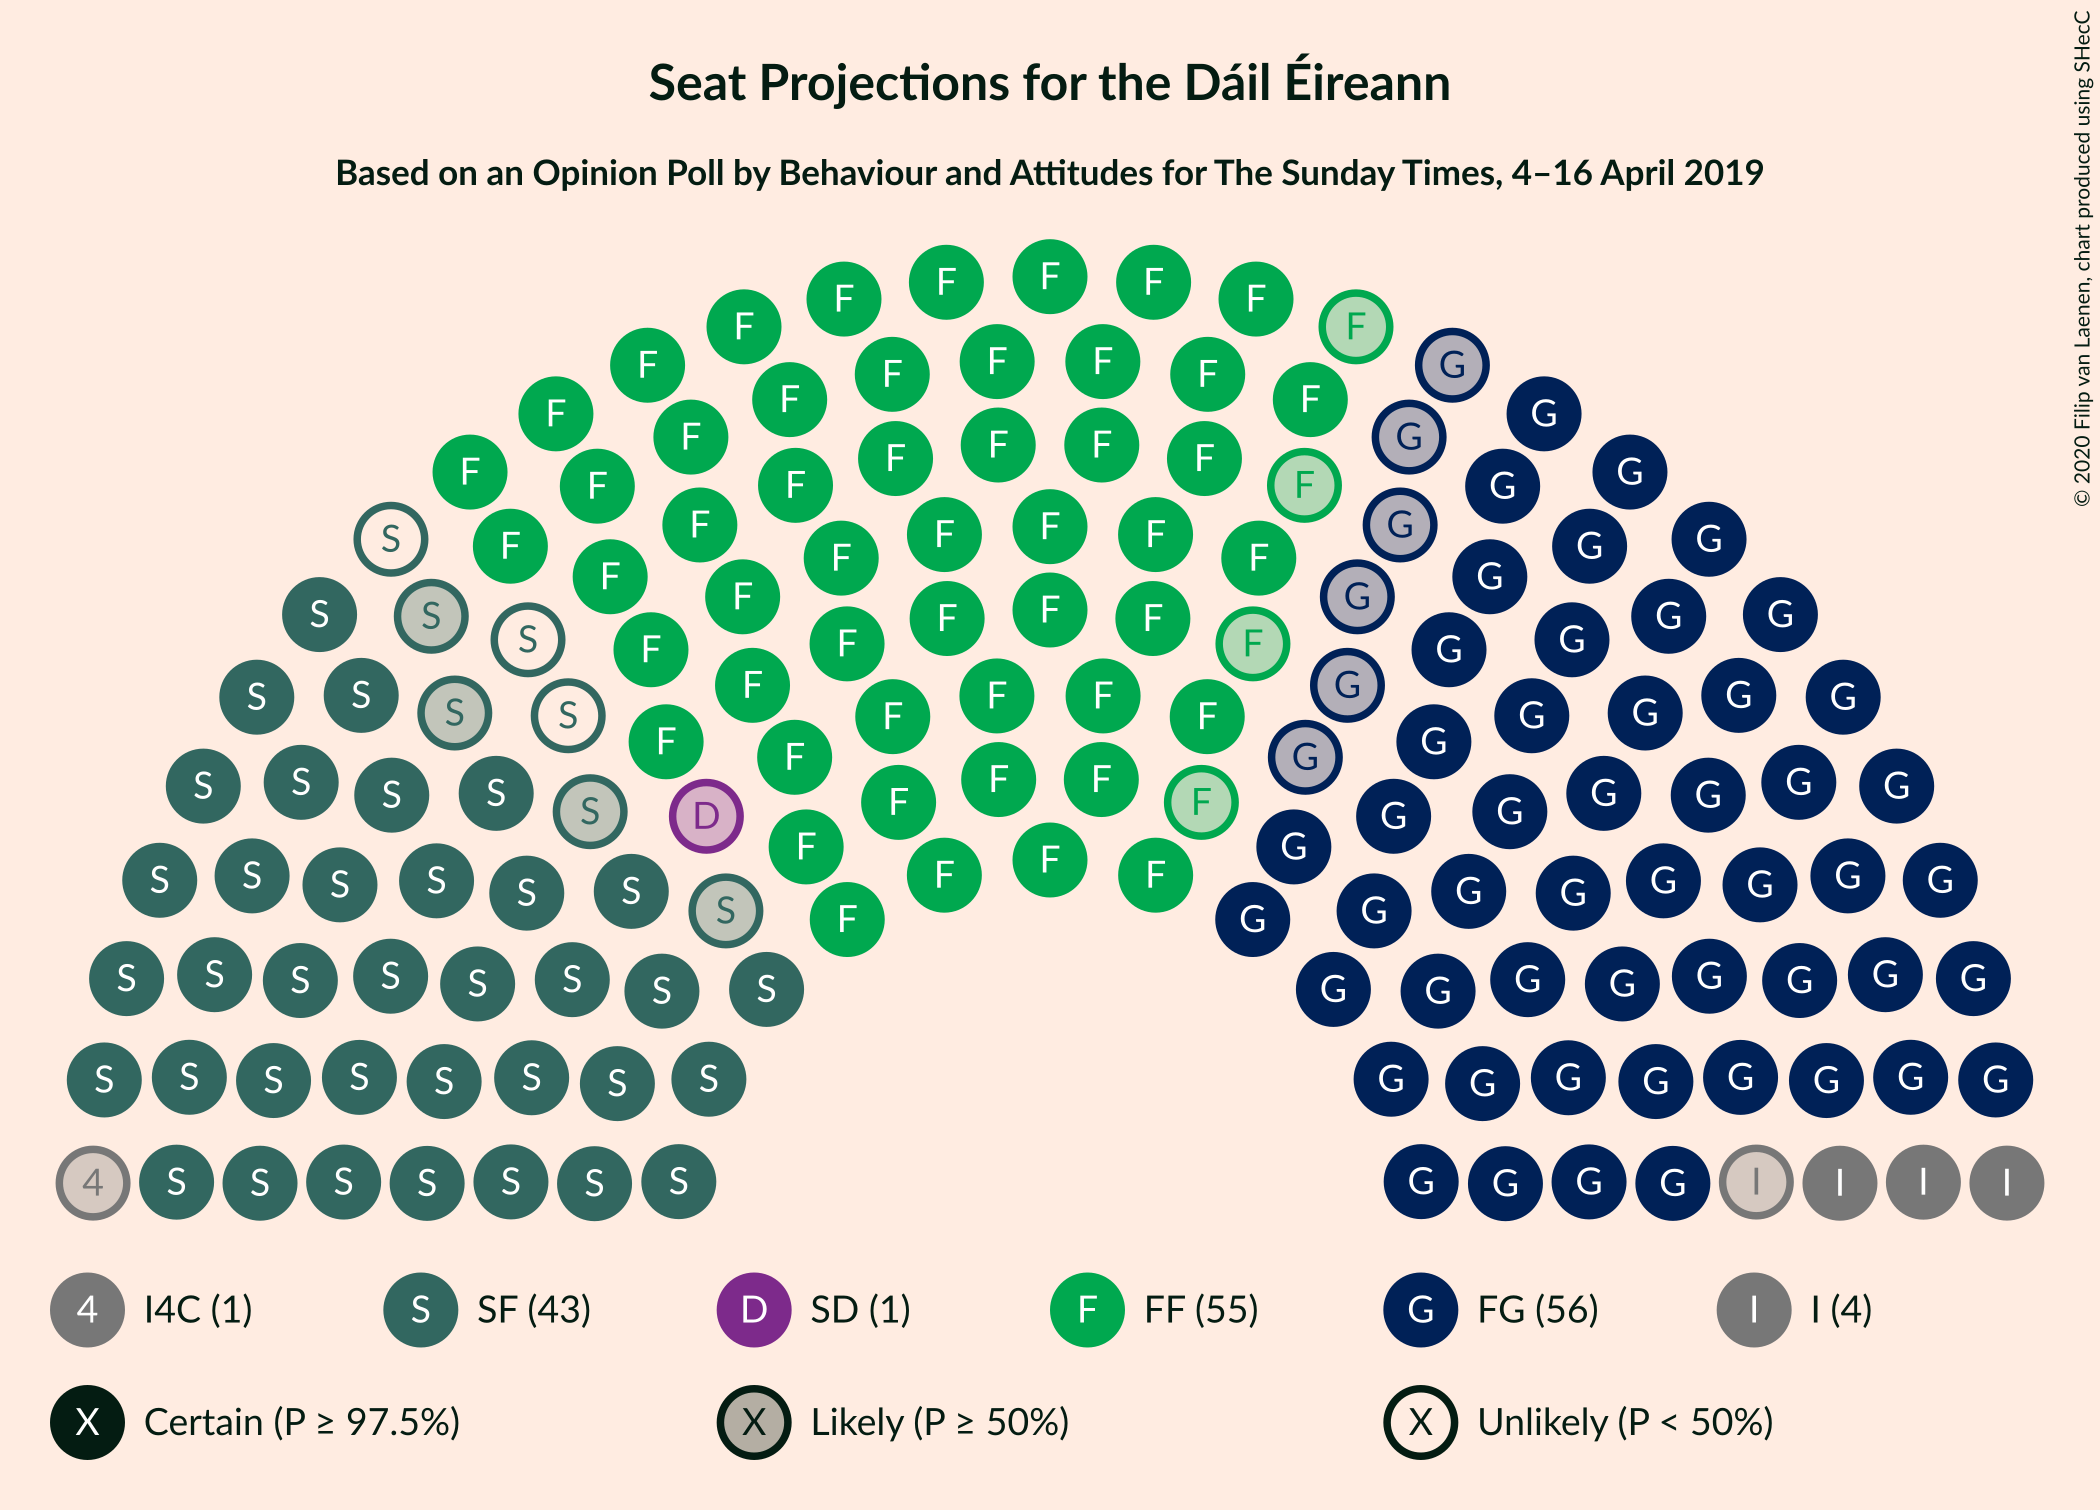 Seat Projections for the Dáil Éireann
Based on an Opinion Poll by Behaviour and Attitudes for The Sunday Times, 4–16 April 2019
© 2020 Filip van Laenen, chart produced using SHecC
F F F F F
F F F G
F F F F F F G G
F F F F F F F G G
F F F F F F G G
S F F F F F F G G G
S S F F F F F G G G G
S S S F F F F F F G G G G
S S S S F F F F F G G G G G
S S S S S D F F F F F G G G G G G
S S S S S S S F F F F F G G G G G G G G
S S S S S S S S G G G G G G G G
S S S S S S S S G G G G G G G G
4 S S S S S S S G G G G I I I I
4 I4C (1) S SF (43) D SD (1) F FF (55) G FG (56) I I (4)
X Certain (P ≥ 97.5%) X Likely (P ≥ 50%) X Unlikely (P < 50%)